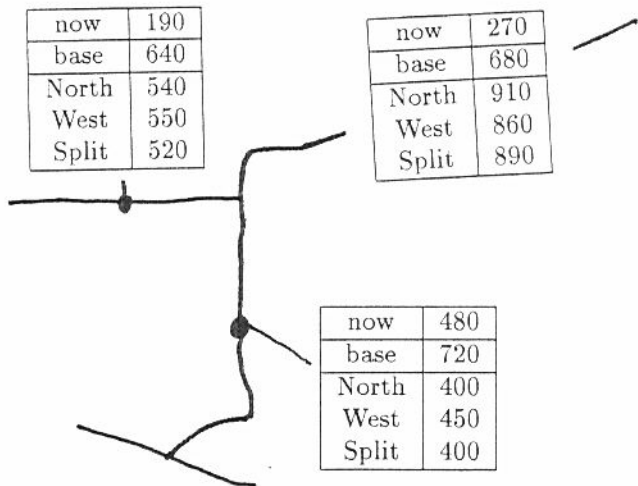 now 190
base 640
North 540
West 550
Split 520
now 270
base 680
North 910
West 860
Split 890
now 480
base 720
North 400
West 450
Split 400